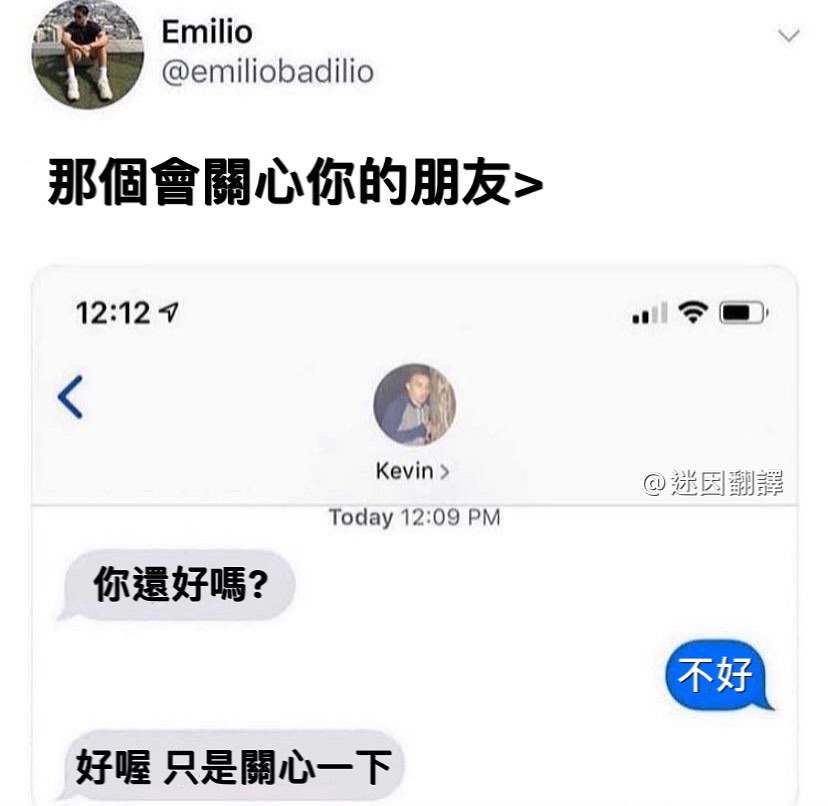 Emilio
@emiliobadilio
那個會關心你的朋友>
12:12
Kevin >
@迷因翻譯
Today 12:09 PM
你還好嗎?
不好
好喔 只是關心一下